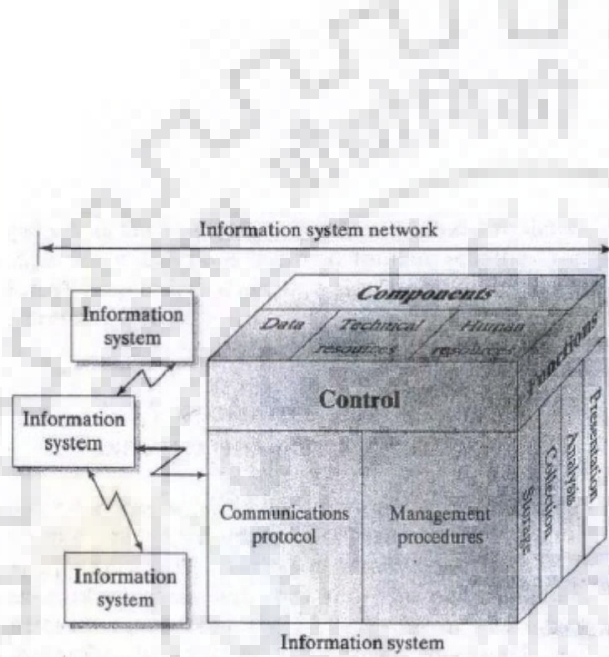 Information system network
Information
system
Information
system
Information
system
Components
Data
Technical
resources
Human
resources
Functions
Control
Communications
protocol
Management
procedures
Storage
Collection
Analysis
Presentation
Information system